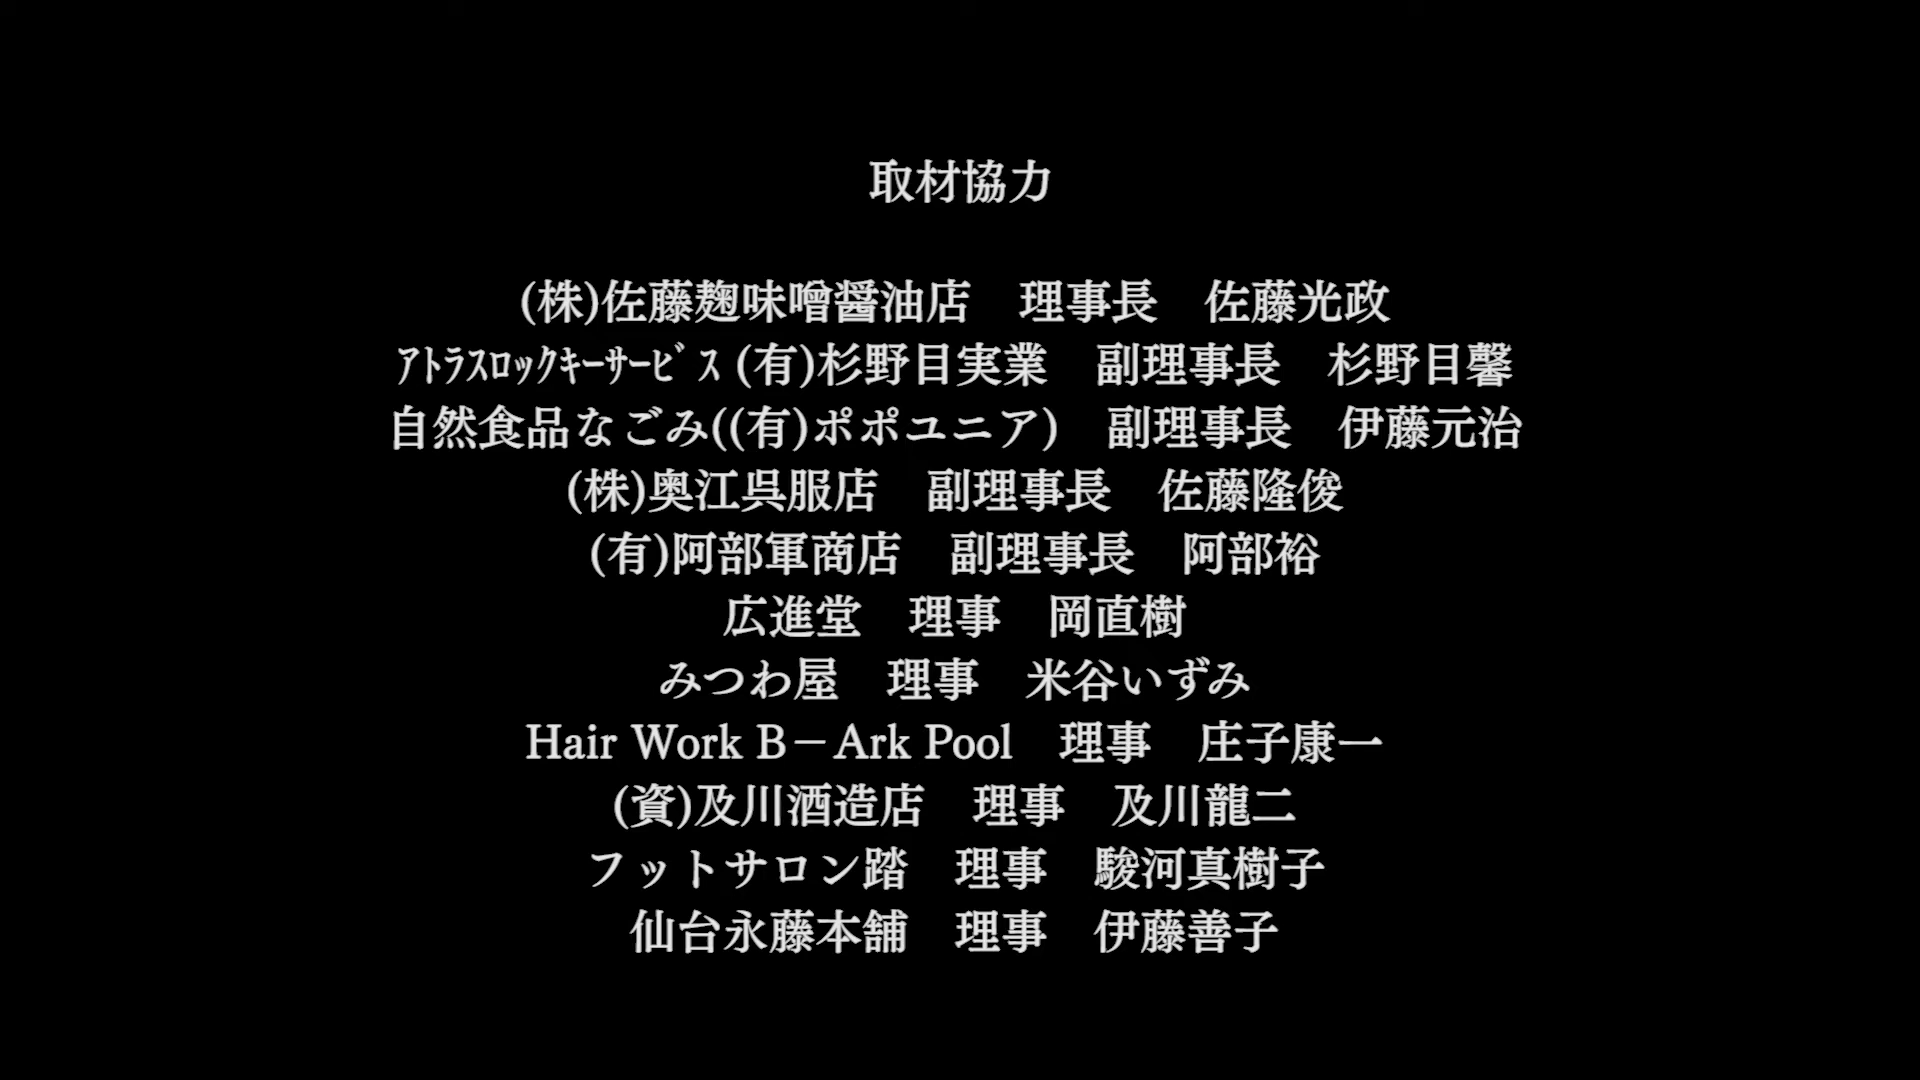 取材協力
(株)佐藤麹味噌醤油店　理事長　佐藤光政
ｱﾄﾗｽﾛｯｸｷｰｻｰﾋﾞｽ (有)杉野目実業　副理事長　杉野目馨
自然食品なごみ((有)ポポユニア)　副理事長　伊藤元治
(株)奥江呉服店　副理事長　佐藤隆俊
(有)阿部軍商店　副理事長　阿部裕
広進堂　理事　岡直樹
みつわ屋　理事　米谷いずみ
Hair Work B－Ark Pool　理事　庄子康一
(資)及川酒造店　理事　及川龍二
フットサロン踏　理事　駿河真樹子
仙台永藤本舗　理事　伊藤善子